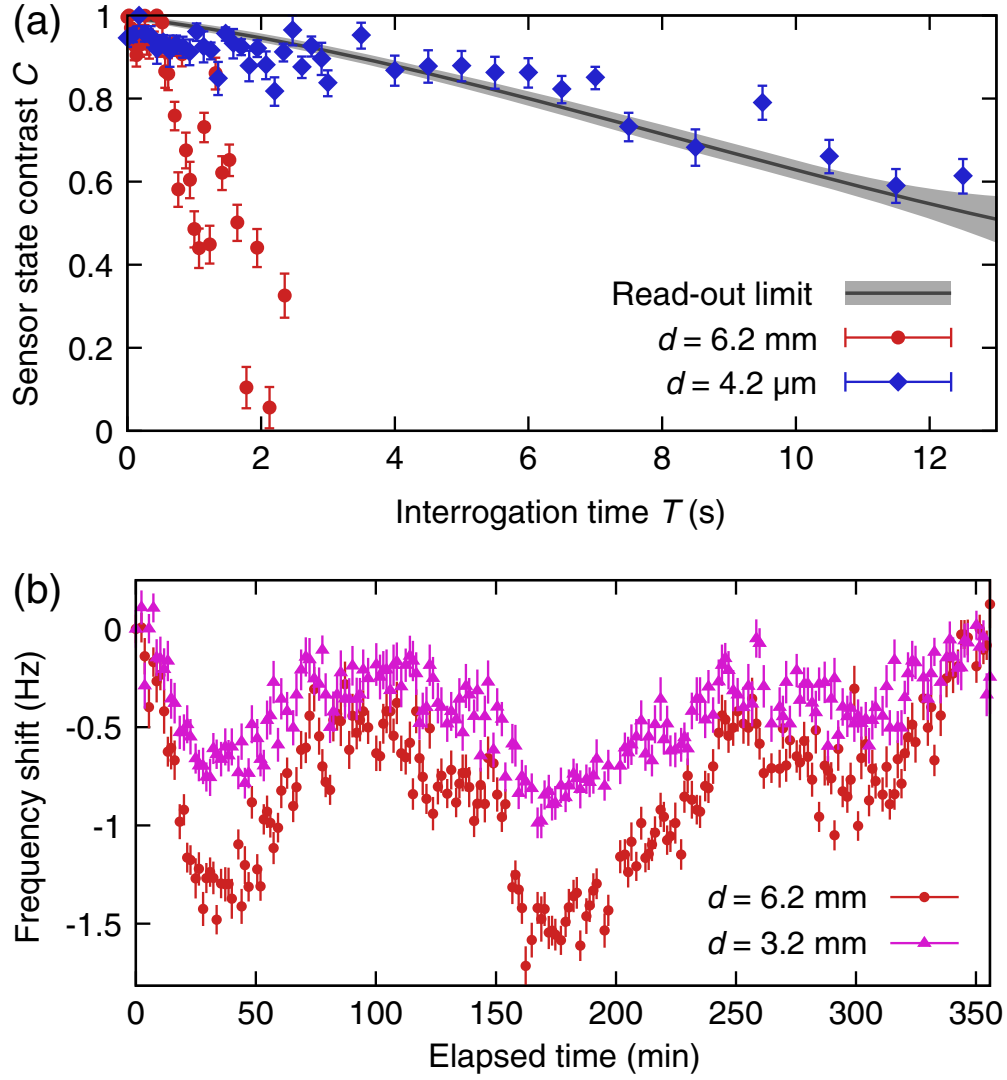 (a)
Sensor state contrast C
1
0.8
0.6
0.4
0.2
0
Read-out limit
d = 6.2 mm
d = 4.2 µm
0 2 4 6 8 10 12
Interrogation time T (s)
(b)
Frequency shift (Hz)
0
-0.5
-1
-1.5
d = 6.2 mm
d = 3.2 mm
0 50 100 150 200 250 300 350
Elapsed time (min)